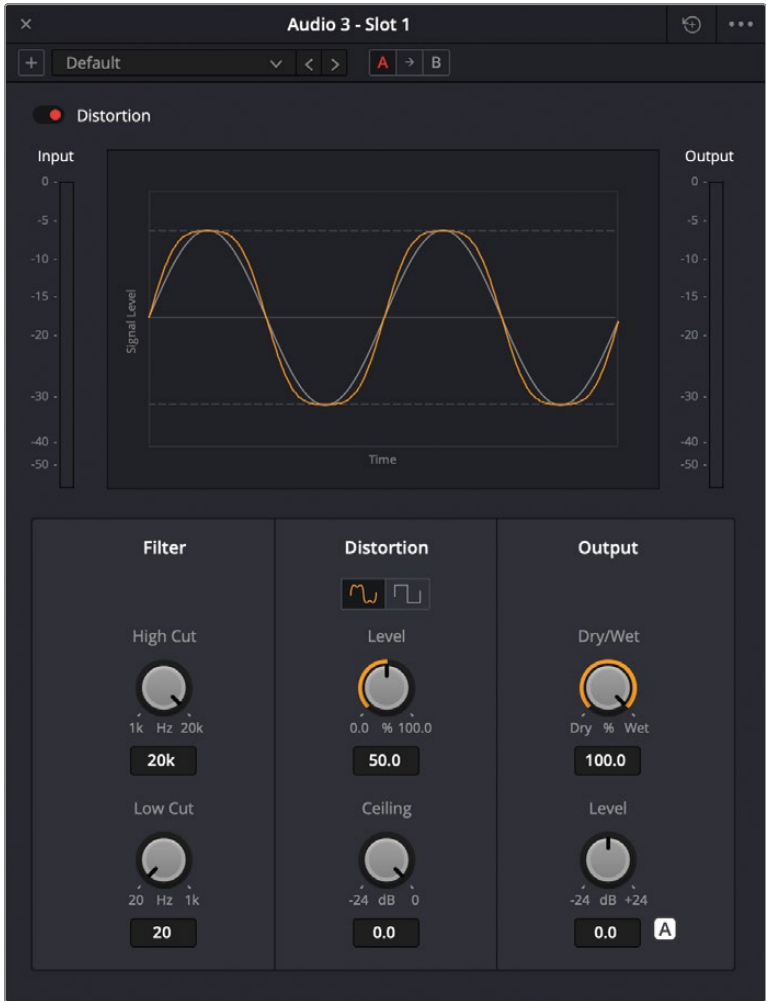 Audio 3 - Slot 1
Default
A B
Distortion
Input
Output
0 -
-5 -
-10 -
-15 -
-20 -
-30 -
-40 -
-50 -
Signal Level
Time
0 -
-5 -
-10 -
-15 -
-20 -
-30 -
-40 -
-50 -
Filter
High Cut
1k Hz 20k
20k
Low Cut
20 Hz 1k
20
Distortion
Level
0.0 % 100.0
50.0
Ceiling
-24 dB 0
0.0
Output
Dry/Wet
Dry % Wet
100.0
Level
-24 dB +24
0.0 A